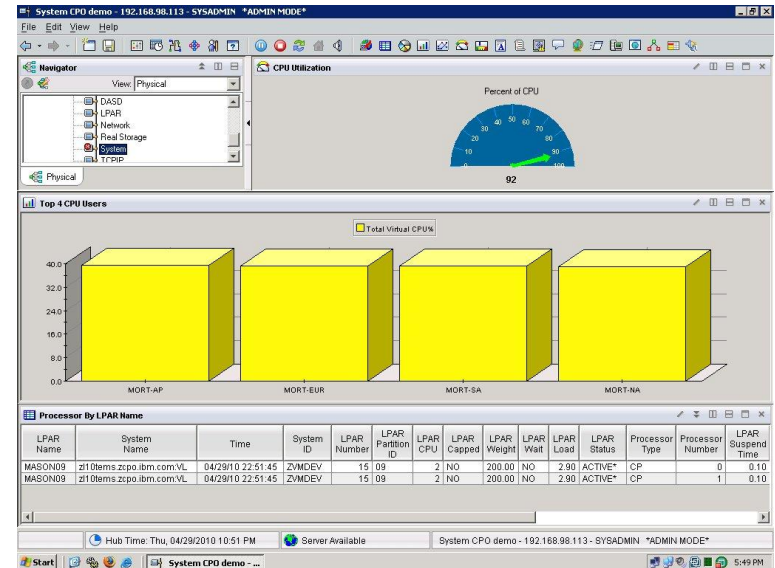 System CPO demo - 192.168.98.113 - SYSADMIN *ADMIN MODE*
File Edit View Help
Navigator
View: Physical
DASD
LPAR
Network
Real Storage
System
TCPIP
Physical
CPU Utilization
Percent of CPU
0 10 20 30 40 50 60 70 80 90 100
92
Top 4 CPU Users
Total Virtual CPU%
40.0
32.0
24.0
16.0
8.0
0.0
MORT-AP MORT-EUR MORT-SA MORT-NA
Processor By LPAR Name
LPAR Name System Name Time System ID LPAR Number LPAR Partition ID LPAR CPU LPAR Capped LPAR Weight LPAR Wait LPAR Load LPAR Status Processor Type Processor Number LPAR Suspend Time
MASON09 zl10tems.zcpo.ibm.com:VL 04/29/10 22:51:45 ZVMDEV 15 09 2 NO 200.00 NO 2.90 ACTIVE* CP 0 0.10
MASON09 zl10tems.zcpo.ibm.com:VL 04/29/10 22:51:45 ZVMDEV 15 09 2 NO 200.00 NO 2.90 ACTIVE* CP 1 0.10
Hub Time: Thu, 04/29/2010 10:51 PM
Server Available
System CPO demo - 192.168.98.113 - SYSADMIN *ADMIN MODE*
Start
System CPO demo - ...
5:49 PM